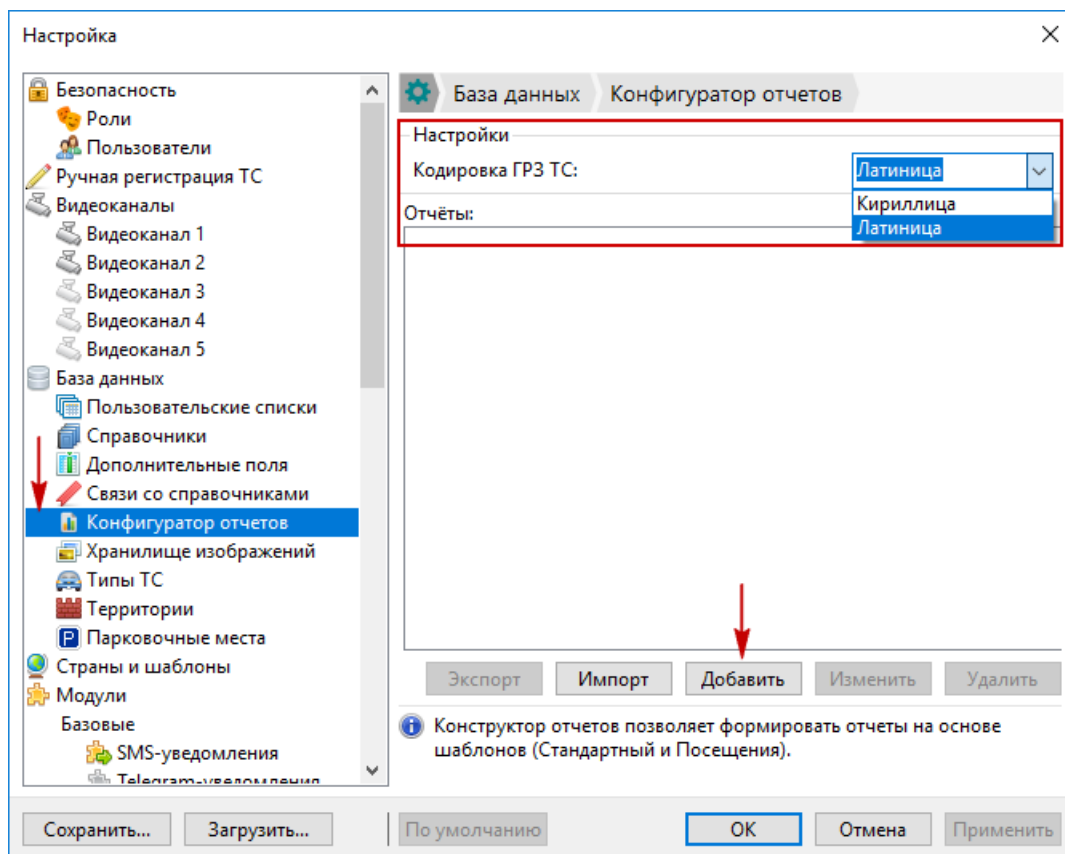 Настройка
Безопасность
Роли
Пользователи
Ручная регистрация ТС
Видеоканалы
Видеоканал 1
Видеоканал 2
Видеоканал 3
Видеоканал 4
Видеоканал 5
База данных
Пользовательские списки
Справочники
Дополнительные поля
Связи со справочниками
Конфигуратор отчетов
Хранилище изображений
Типы ТС
Территории
Парковочные места
Страны и шаблоны
Модули
Базовые
SMS-уведомления
Telegram-уведомления
База данных Конфигуратор отчетов
Настройки
Кодировка ГРЗ ТС: Латиница
Кириллица
Латиница
Отчёты:
Экспорт Импорт Добавить Изменить Удалить
Конструктор отчетов позволяет формировать отчеты на основе
шаблонов (Стандартный и Посещения).
Сохранить... Загрузить... По умолчанию OK Отмена Применить